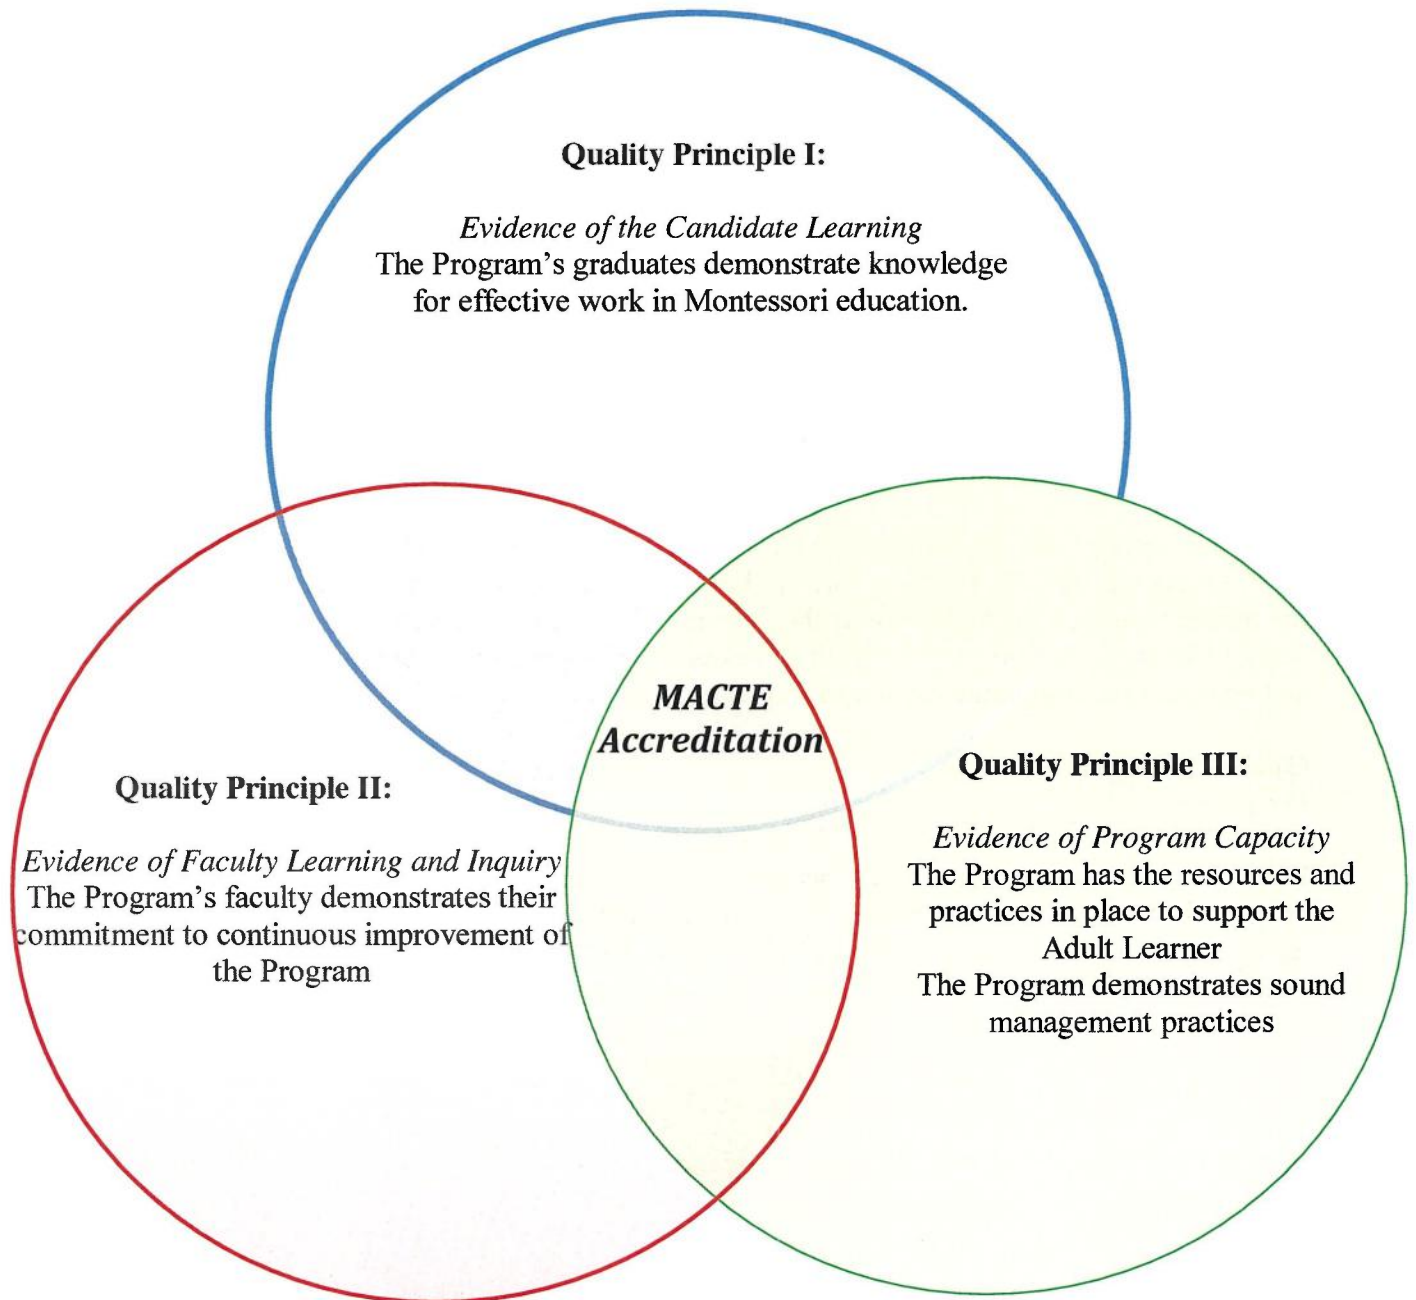 Quality Principle I:
Evidence of the Candidate Learning
The Program's graduates demonstrate knowledge
for effective work in Montessori education.
MACTE
Accreditation
Quality Principle II:
Evidence of Faculty Learning and Inquiry
The Program's faculty demonstrates their
commitment to continuous improvement of
the Program
Quality Principle III:
Evidence of Program Capacity
The Program has the resources and
practices in place to support the
Adult Learner
The Program demonstrates sound
management practices